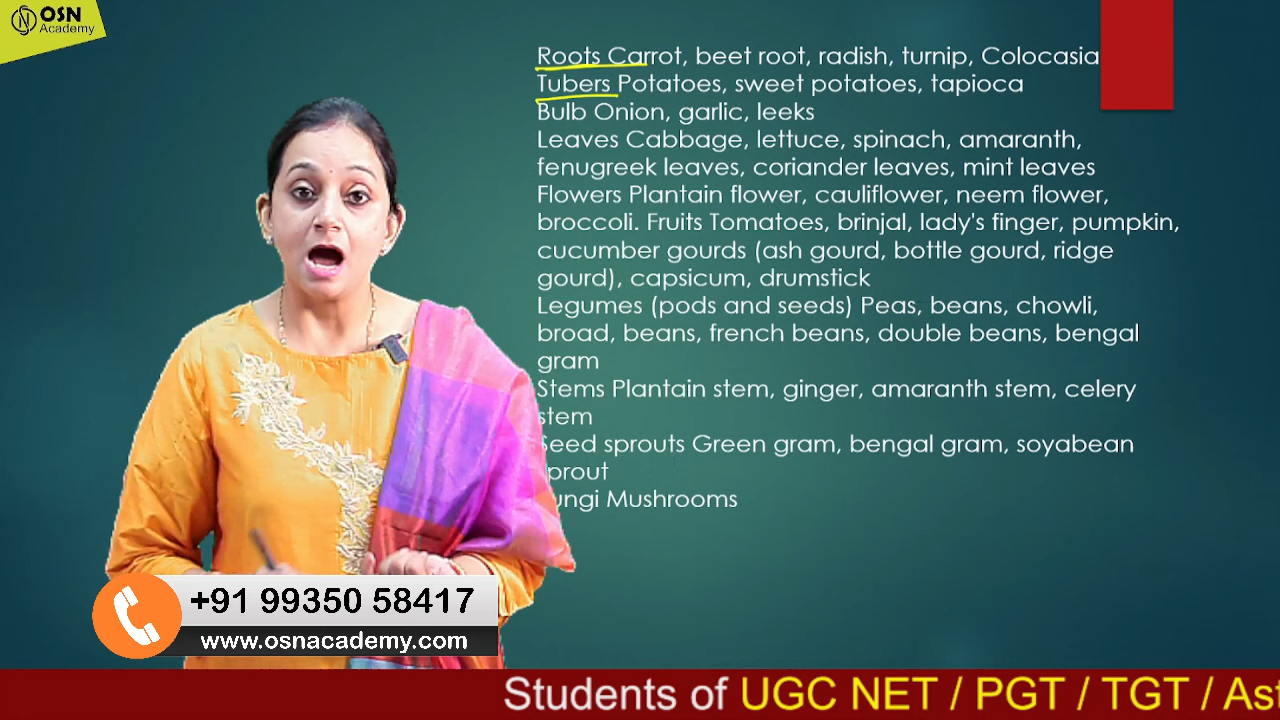 OSN
Academy
Roots Carrot, beet root, radish, turnip, Colocasia
Tubers Potatoes, sweet potatoes, tapioca
Bulb Onion, garlic, leeks
Leaves Cabbage, lettuce, spinach, amaranth,
fenugreek leaves, coriander leaves, mint leaves
Flowers Plantain flower, cauliflower, neem flower,
broccoli. Fruits Tomatoes, brinjal, lady's finger, pumpkin,
cucumber gourds (ash gourd, bottle gourd, ridge
gourd), capsicum, drumstick
Legumes (pods and seeds) Peas, beans, chowli,
broad, beans, french beans, double beans, bengal
gram
Stems Plantain stem, ginger, amaranth stem, celery
stem
Seed sprouts Green gram, bengal gram, soyabean
prout
ungi Mushrooms
+91 99350 58417
www.osnacademy.com
Students of UGC NET / PGT / TGT / Ast